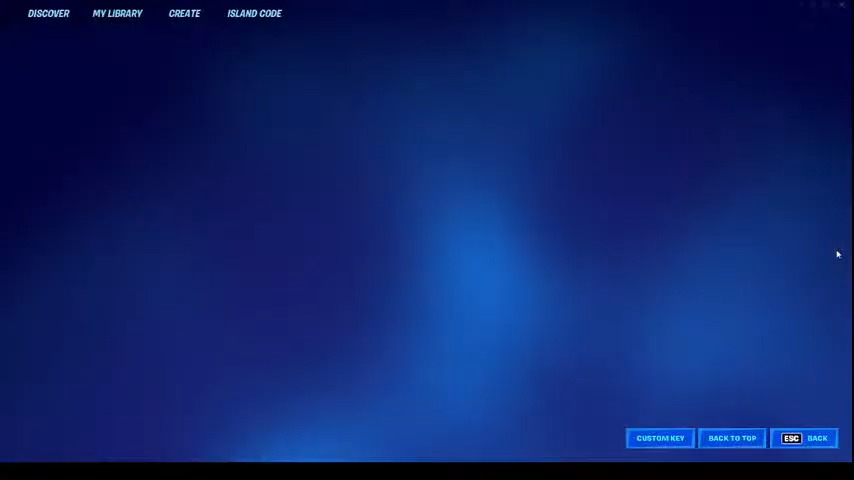 DISCOVER MY LIBRARY CREATE ISLAND CODE
CUSTOM KEY BACK TO TOP ESC BACK